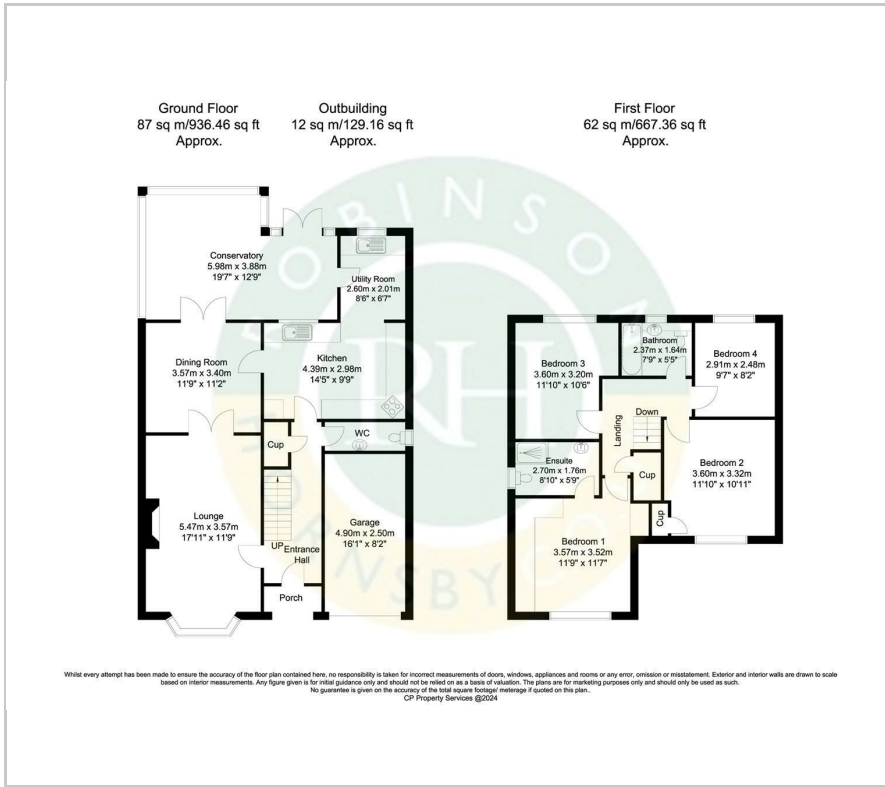 Ground Floor
87 sq m/936.46 sq ft
Approx.
Outbuilding
12 sq m/129.16 sq ft
Approx.
First Floor
62 sq m/667.36 sq ft
Approx.
ROBINSON
RH
HORNSBY CO
Conservatory
5.98m x 3.88m
19'7" x 12'9"
Utility Room
2.60m x 2.01m
8'6" x 6'7"
Dining Room
3.57m x 3.40m
11'9" x 11'2"
Kitchen
4.39m x 2.98m
14'5" x 9'9"
WC
Cup
Lounge
5.47m x 3.57m
17'11" x 11'9"
UP
Entrance
Hall
Garage
4.90m x 2.50m
16'1" x 8'2"
Porch
Bedroom 3
3.60m x 3.20m
11'10" x 10'6"
Bathroom
2.37m x 1.64m
7'9" x 5'5"
Bedroom 4
2.91m x 2.48m
9'7" x 8'2"
Landing
Down
Ensuite
2.70m x 1.76m
8'10" x 5'9"
Cup
Bedroom 2
3.60m x 3.32m
11'10" x 10'11"
Cup
Bedroom 1
3.57m x 3.52m
11'9" x 11'7"
Whilst every attempt has been made to ensure the accuracy of the floor plan contained here, no responsibility is taken for incorrect measurements of doors, windows, appliances and rooms or any error, omission or misstatement. Exterior and interior walls are drawn to scale
based on interior measurements. Any figure given is for initial guidance only and should not be relied on as a basis of valuation. The plans are for marketing purposes only and should only be used as such.
No guarantee is given on the accuracy of the total square footage/ meterage if quoted on this plan..
CP Property Services @2024